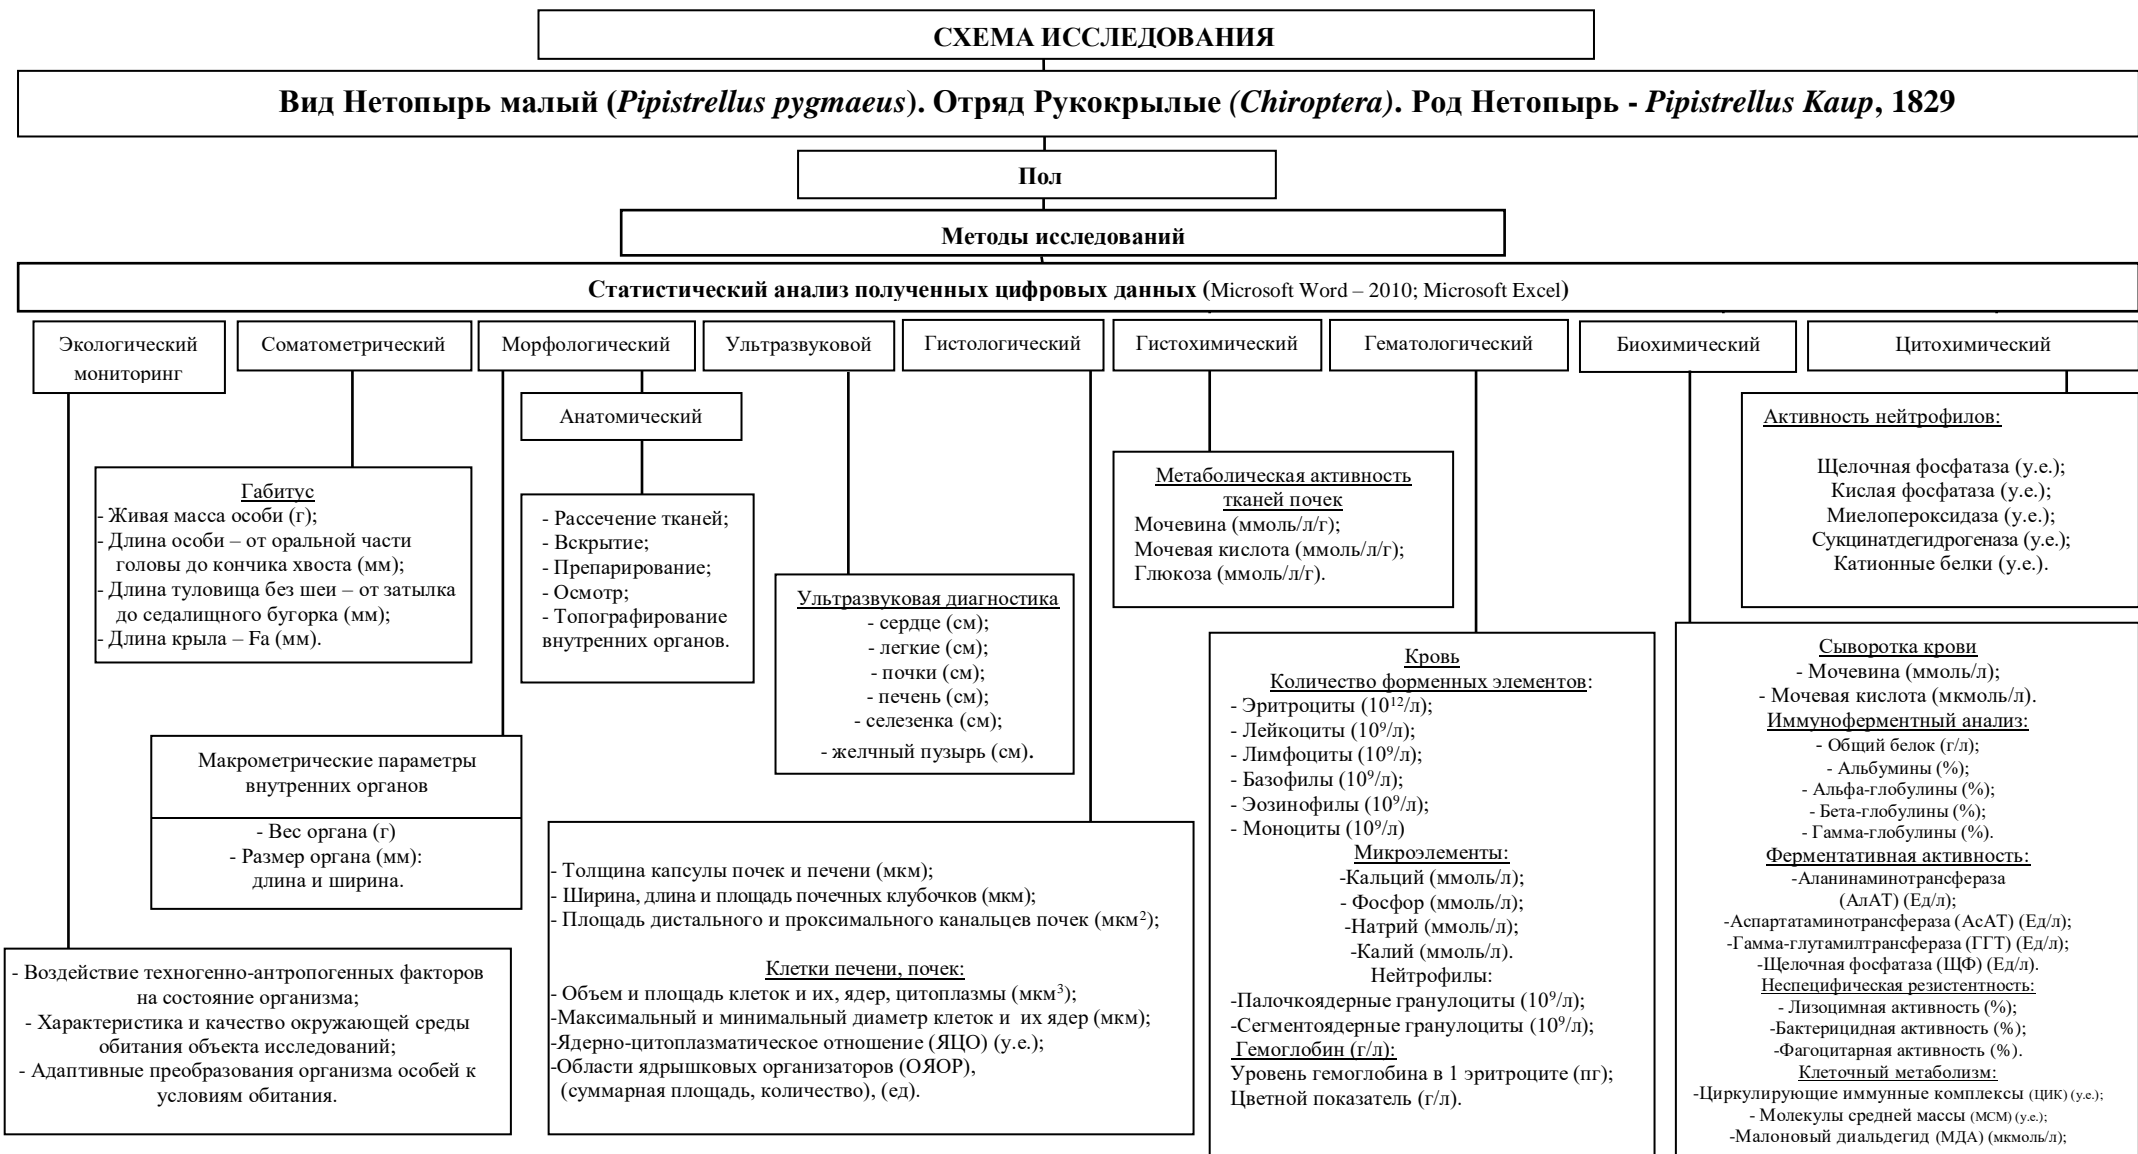 СХЕМА ИССЛЕДОВАНИЯ
Вид Нетопырь малый (Pipistrellus pygmaeus). Отряд Рукокрылые (Chiroptera). Род Нетопырь - Pipistrellus Kaup, 1829
Пол
Методы исследований
Статистический анализ полученных цифровых данных (Microsoft Word – 2010; Microsoft Excel)
Экологический
мониторинг
Соматометрический
Морфологический
Ультразвуковой
Гистологический
Гистохимический
Гематологический
Биохимический
Цитохимический
Анатомический
Габитус
- Живая масса особи (г);
- Длина особи – от оральной части
головы до кончика хвоста (мм);
- Длина туловища без шеи – от затылка
до седалищного бугорка (мм);
- Длина крыла – Fa (мм).
- Рассечение тканей;
- Вскрытие;
- Препарирование;
- Осмотр;
- Топографирование
внутренних органов.
Ультразвуковая диагностика
- сердце (см);
- легкие (см);
- почки (см);
- печень (см);
- селезенка (см);
- желчный пузырь (см).
Метаболическая активность
тканей почек
Мочевина (ммоль/л/г);
Мочевая кислота (ммоль/л/г);
Глюкоза (ммоль/л/г).
Активность нейтрофилов:
Щелочная фосфатаза (у.е.);
Кислая фосфатаза (у.е.);
Миелопероксидаза (у.е.);
Сукцинатдегидрогеназа (у.е.);
Катионные белки (у.е.).
Макрометрические параметры
внутренних органов
- Вес органа (г)
- Размер органа (мм):
длина и ширина.
- Толщина капсулы почек и печени (мкм);
- Ширина, длина и площадь почечных клубочков (мкм);
- Площадь дистального и проксимального канальцев почек (мкм²);
Клетки печени, почек:
- Объем и площадь клеток и их, ядер, цитоплазмы (мкм³);
- Максимальный и минимальный диаметр клеток и их ядер (мкм);
-Ядерно-цитоплазматическое отношение (ЯЦО) (у.е.);
-Области ядрышковых организаторов (ОЯОР),
(суммарная площадь, количество), (ед).
Кровь
Количество форменных элементов:
- Эритроциты (10¹²/л);
- Лейкоциты (10⁹/л);
- Лимфоциты (10⁹/л);
- Базофилы (10⁹/л);
- Эозинофилы (10⁹/л);
- Моноциты (10⁹/л)
Микроэлементы:
-Кальций (ммоль/л);
- Фосфор (ммоль/л);
-Натрий (ммоль/л);
-Калий (ммоль/л).
Нейтрофилы:
-Палочкоядерные гранулоциты (10⁹/л);
-Сегментоядерные гранулоциты (10⁹/л);
Гемоглобин (г/л):
Уровень гемоглобина в 1 эритроците (пг);
Цветной показатель (г/л).
Сыворотка крови
- Мочевина (ммоль/л);
- Мочевая кислота (мкмоль/л).
Иммуноферментный анализ:
- Общий белок (г/л);
- Альбумины (%);
- Альфа-глобулины (%);
- Бета-глобулины (%);
- Гамма-глобулины (%).
Ферментативная активность:
-Аланинаминотрансфераза
(АлАТ) (Ед/л);
-Аспартатаминотрансфераза (АсАТ) (Ед/л);
-Гамма-глутамилтрансфераза (ГГТ) (Ед/л);
-Щелочная фосфатаза (ЩФ) (Ед/л).
Неспецифическая резистентность:
- Лизоцимная активность (%);
-Бактерицидная активность (%);
-Фагоцитарная активность (%).
Клеточный метаболизм:
-Циркулирующие иммунные комплексы (ЦИК) (у.е.);
- Молекулы средней массы (МСМ) (у.е.);
-Малоновый диальдегид (МДА) (мкмоль/л);
- Воздействие техногенно-антропогенных факторов
на состояние организма;
- Характеристика и качество окружающей среды
обитания объекта исследований;
- Адаптивные преобразования организма особей к
условиям обитания.